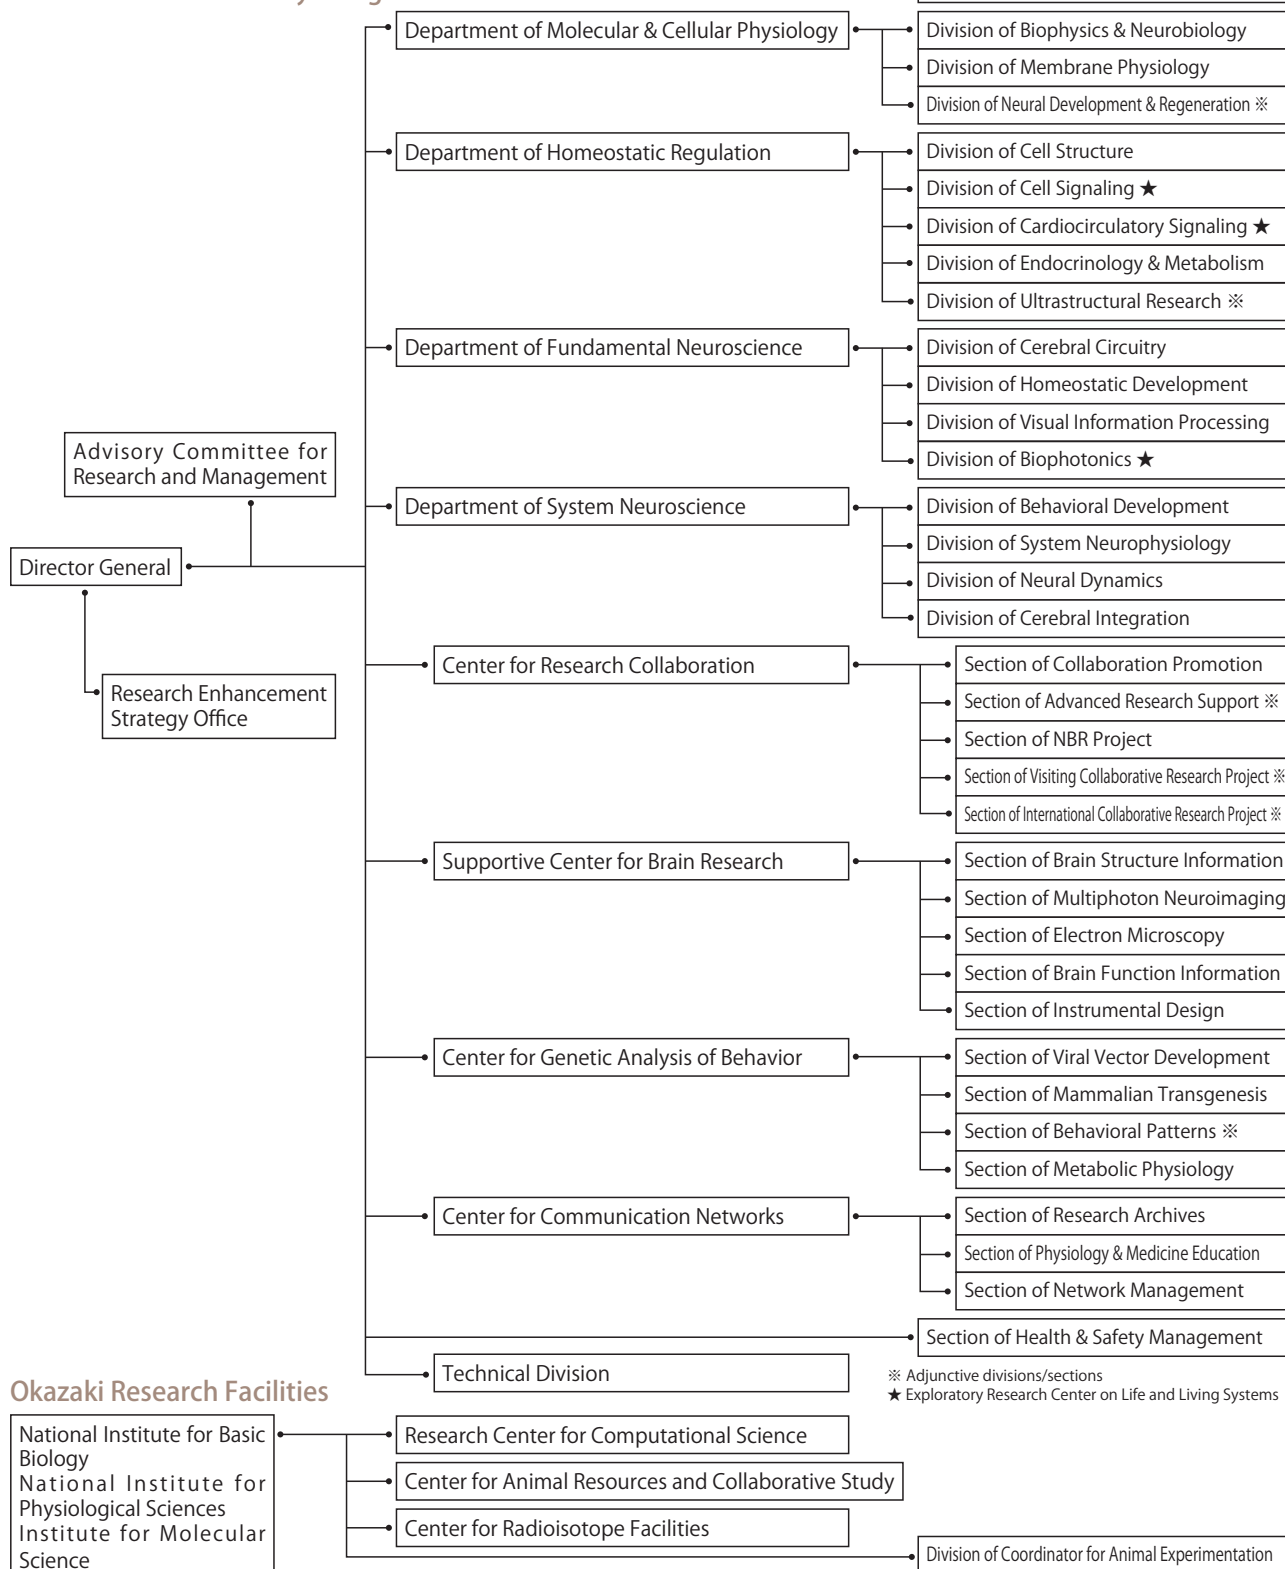 Department of Molecular & Cellular Physiology
Division of Biophysics & Neurobiology
Division of Membrane Physiology
Division of Neural Development & Regeneration ※
Department of Homeostatic Regulation
Division of Cell Structure
Division of Cell Signaling ★
Division of Cardiocirculatory Signaling ★
Division of Endocrinology & Metabolism
Division of Ultrastructural Research ※
Department of Fundamental Neuroscience
Division of Cerebral Circuitry
Division of Homeostatic Development
Division of Visual Information Processing
Division of Biophotonics ★
Advisory Committee for
Research and Management
Department of System Neuroscience
Division of Behavioral Development
Division of System Neurophysiology
Division of Neural Dynamics
Division of Cerebral Integration
Director General
Research Enhancement
Strategy Office
Center for Research Collaboration
Section of Collaboration Promotion
Section of Advanced Research Support ※
Section of NBR Project
Section of Visiting Collaborative Research Project ※
Section of International Collaborative Research Project ※
Supportive Center for Brain Research
Section of Brain Structure Information
Section of Multiphoton Neuroimaging
Section of Electron Microscopy
Section of Brain Function Information
Section of Instrumental Design
Center for Genetic Analysis of Behavior
Section of Viral Vector Development
Section of Mammalian Transgenesis
Section of Behavioral Patterns ※
Section of Metabolic Physiology
Center for Communication Networks
Section of Research Archives
Section of Physiology & Medicine Education
Section of Network Management
Section of Health & Safety Management
Technical Division
※ Adjunctive divisions/sections
★ Exploratory Research Center on Life and Living Systems
Okazaki Research Facilities
National Institute for Basic
Biology
National Institute for
Physiological Sciences
Institute for Molecular
Science
Research Center for Computational Science
Center for Animal Resources and Collaborative Study
Center for Radioisotope Facilities
Division of Coordinator for Animal Experimentation